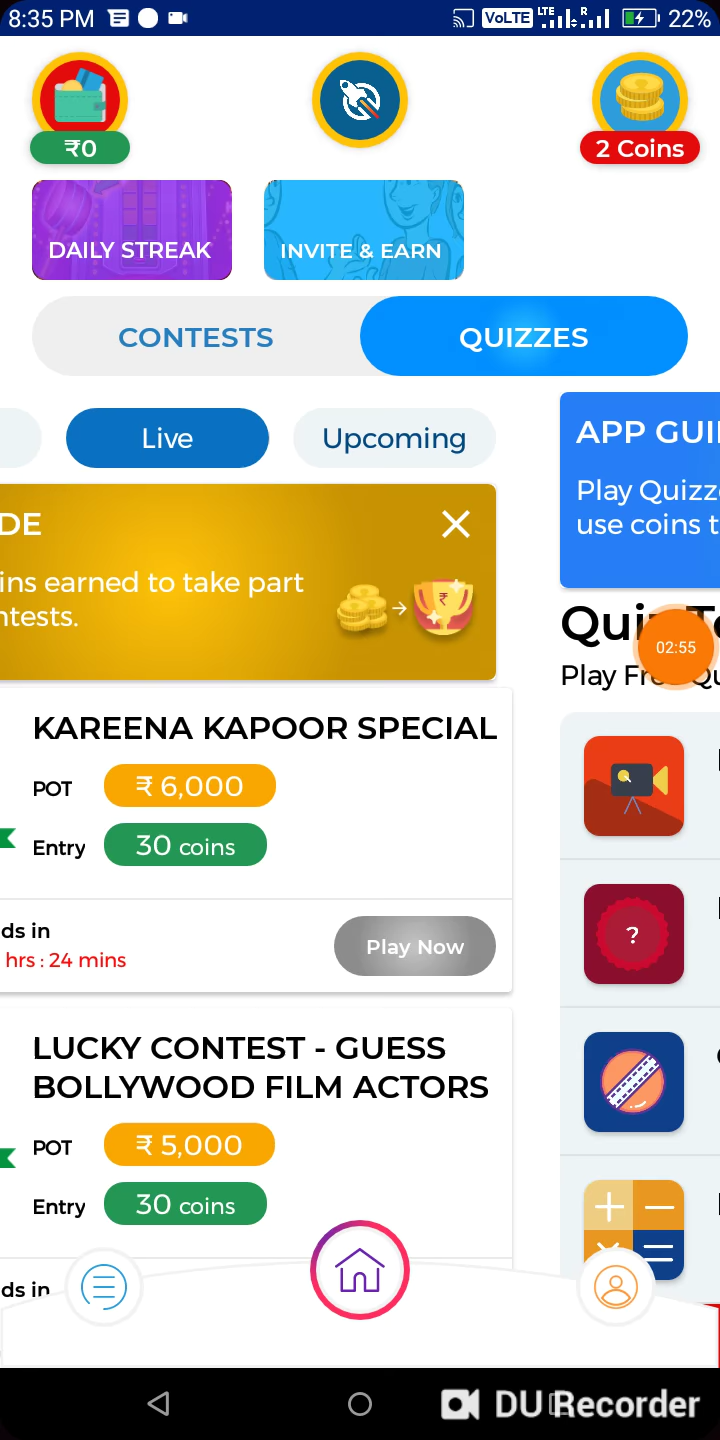 8:35 PM
VoLTE LTE R 22%
₹0
2 Coins
DAILY STREAK
INVITE & EARN
CONTESTS
QUIZZES
Live
Upcoming
DE
ins earned to take part
ntests.
₹
KAREENA KAPOOR SPECIAL
POT ₹ 6,000
Entry 30 coins
ds in
hrs : 24 mins
Play Now
LUCKY CONTEST - GUESS
BOLLYWOOD FILM ACTORS
POT ₹ 5,000
Entry 30 coins
ds in
APP GUI
Play Quizz
use coins t
02:55
Play Fr
?
DU Recorder